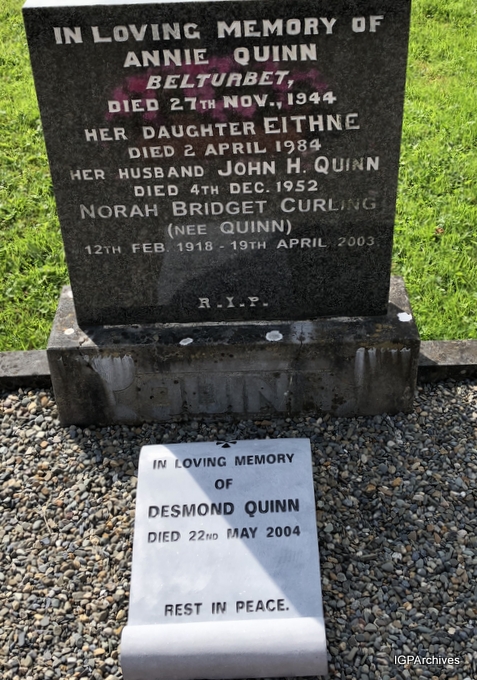 IN LOVING MEMORY OF
ANNIE QUINN
BELTURBET,
DIED 27TH NOV., 1944
HER DAUGHTER EITHNE
DIED 2 APRIL 1984
HER HUSBAND JOHN H. QUINN
DIED 4TH DEC. 1952
NORAH BRIDGET CURLING
(NEE QUINN)
12TH FEB. 1918 - 19TH APRIL 2003
R.I.P.
IN LOVING MEMORY
OF
DESMOND QUINN
DIED 22ND MAY 2004
REST IN PEACE.
IGPArchives